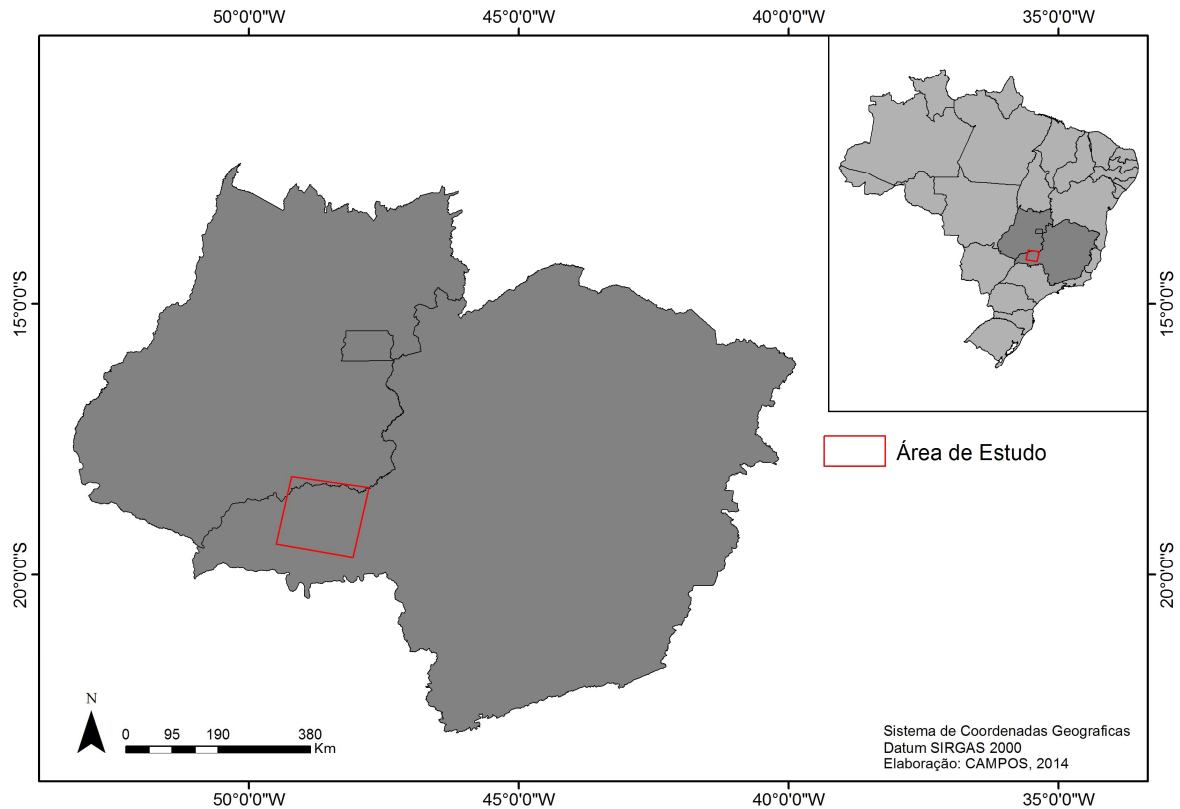 50°0'0"W 45°0'0"W 40°0'0"W 35°0'0"W
15°0'0"S
15°0'0"S
Área de Estudo
20°0'0"S
20°0'0"S
N
0 95 190 380
Km
Sistema de Coordenadas Geograficas
Datum SIRGAS 2000
Elaboração: CAMPOS, 2014
50°0'0"W 45°0'0"W 40°0'0"W 35°0'0"W